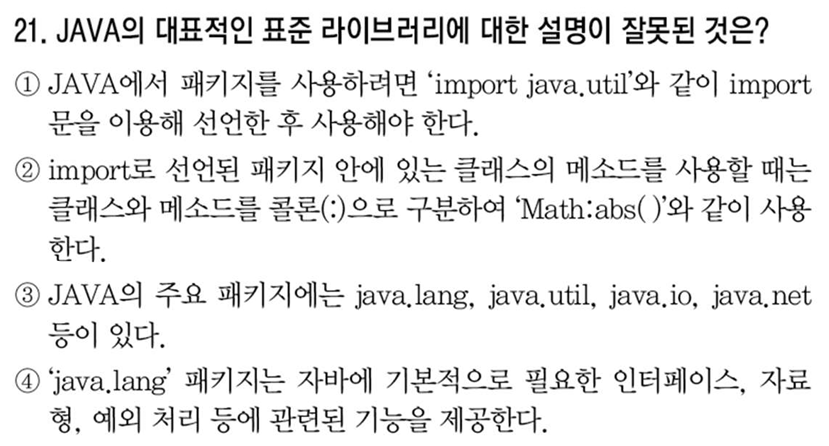 21. JAVA의 대표적인 표준 라이브러리에 대한 설명이 잘못된 것은?
① JAVA에서 패키지를 사용하려면 ‘import java.util’와 같이 import
문을 이용해 선언한 후 사용해야 한다.
② import로 선언된 패키지 안에 있는 클래스의 메소드를 사용할 때는
클래스와 메소드를 콜론(:)으로 구분하여 ‘Math:abs( )’와 같이 사용
한다.
③ JAVA의 주요 패키지에는 java.lang, java.util, java.io, java.net
등이 있다.
④ ‘java.lang’ 패키지는 자바에 기본적으로 필요한 인터페이스, 자료
형, 예외 처리 등에 관련된 기능을 제공한다.